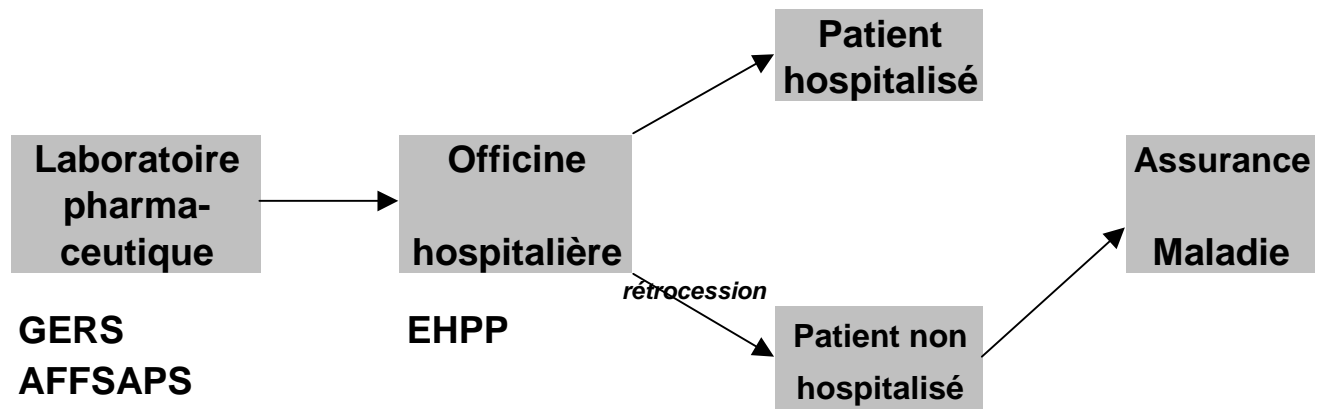 Patient
hospitalisé
Laboratoire
pharma-
ceutique
Officine
hospitalière
Assurance
Maladie
rétrocession
GERS
AFFSAPS
EHPP
Patient non
hospitalisé